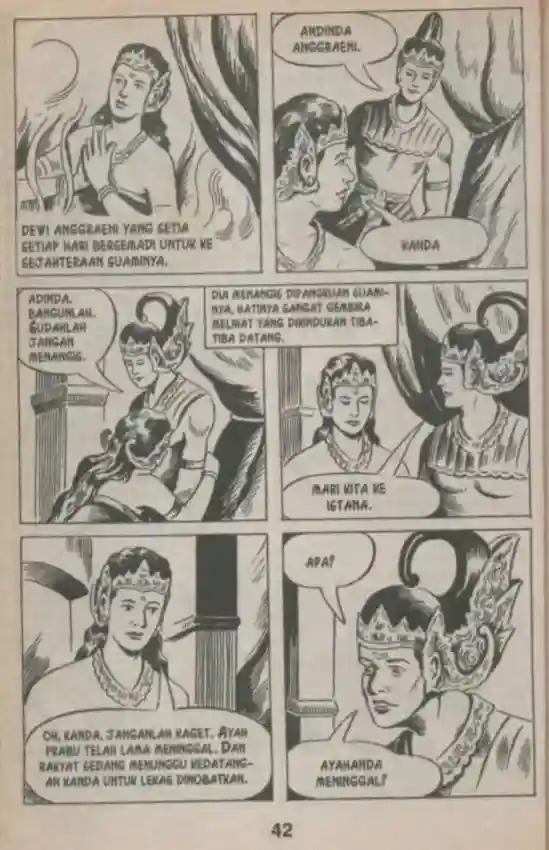 DEWI ANGGRAENI YANG SETIA
SETIAP HARI BERSEMADI UNTUK KE
SEJAHTERAAN SUAMINYA.
ANDINDA
ANGGRAENI.
KANDA
ADINDA,
BANGUNLAH.
SUDAHLAH
JANGAN
MENANGIS.
DIA MENANGIS DIPANGKUAN SUAMI-
NYA, HATINYA SANGAT GEMBIRA
MELIHAT YANG DIRINDUKAN TIBA-
TIBA DATANG.
MARI KITA KE
ISTANA.
OH, KANDA, JANGANLAH KAGET. AYAH
PRABU TELAH LAMA MENINGGAL. DAN
RAKYAT SEDANG MENUNGGU KEDATANG-
AN KANDA UNTUK LEKAS DINOBATKAN.
APA?
AYAHANDA
MENINGGAL?
42